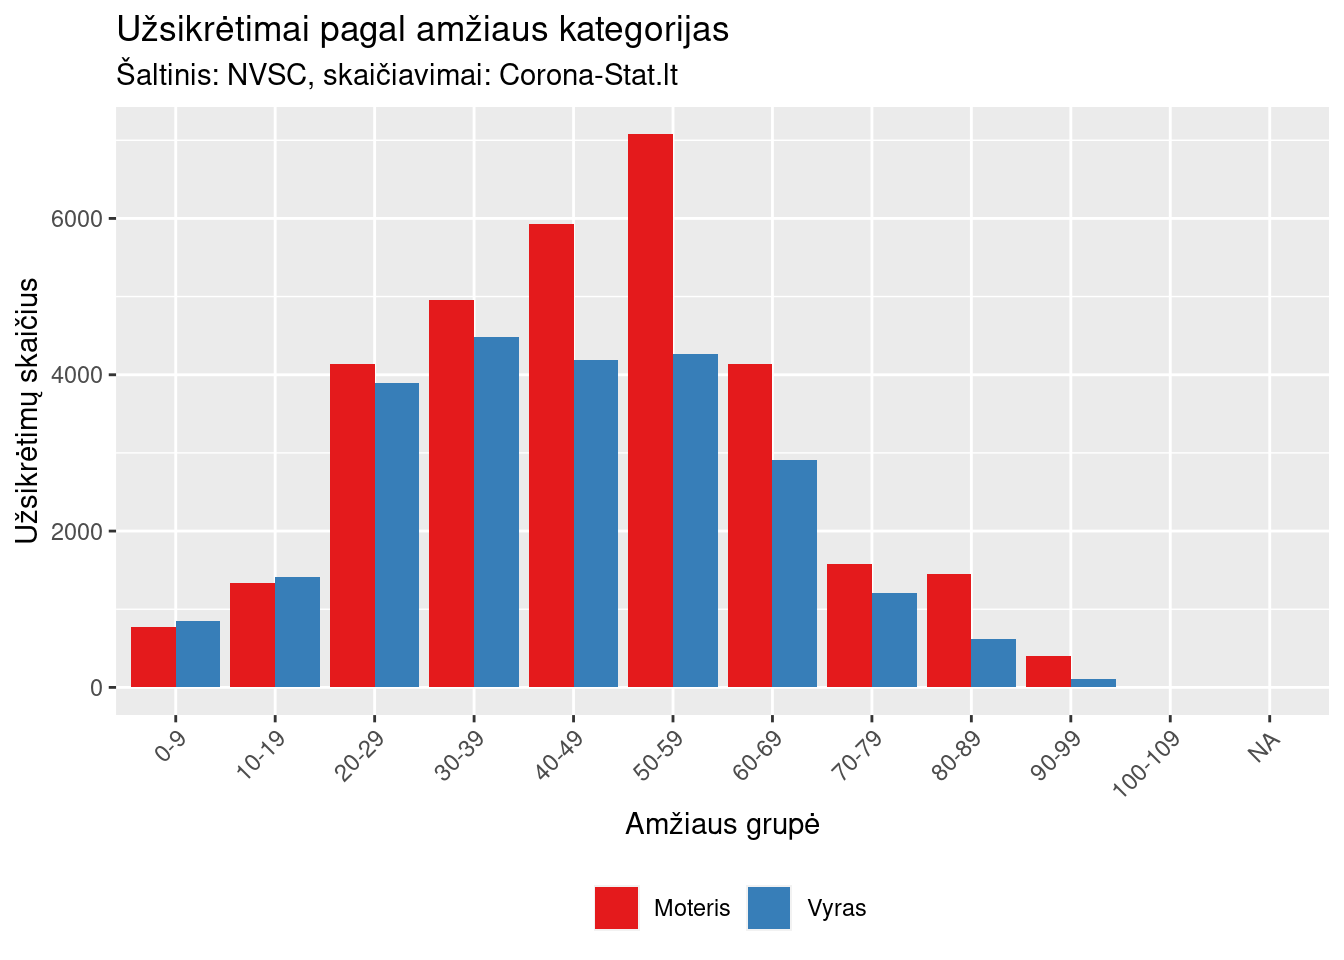 Užsikrėtimai pagal amžiaus kategorijas
Šaltinis: NVSC, skaičiavimai: Corona-Stat.lt
Užsikrėtimų skaičius
6000
4000
2000
0
0-9
10-19
20-29
30-39
40-49
50-59
60-69
70-79
80-89
90-99
100-109
NA
Amžiaus grupė
Moteris
Vyras